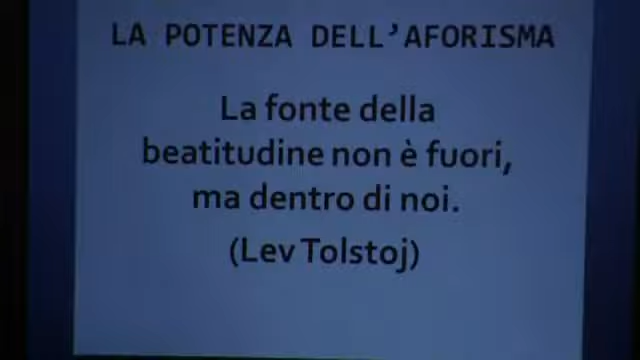 LA POTENZA DELL'AFORISMA
La fonte della
beatitudine non è fuori,
ma dentro di noi.
(Lev Tolstoj)